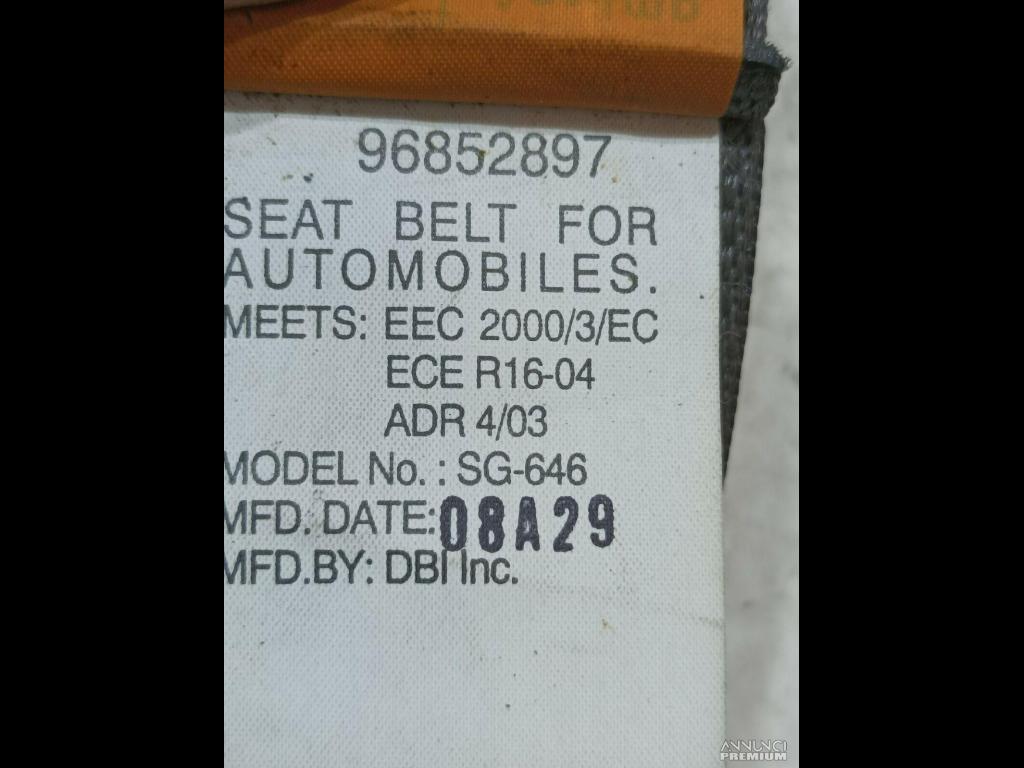 96852897
SEAT BELT FOR
AUTOMOBILES.
MEETS: EEC 2000/3/EC
ECE R16-04
ADR 4/03
MODEL No. : SG-646
MFD. DATE: 08A29
MFD.BY: DBI Inc.
ANNUNCI
PREMIUM